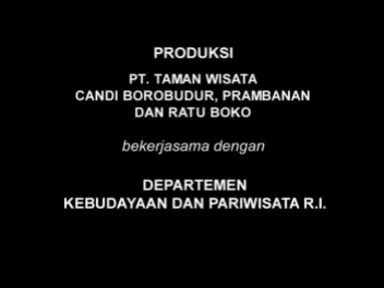 PRODUKSI
PT. TAMAN WISATA
CANDI BOROBUDUR, PRAMBANAN
DAN RATU BOKO
bekerjasama dengan
DEPARTEMEN
KEBUDAYAAN DAN PARIWISATA R.I.